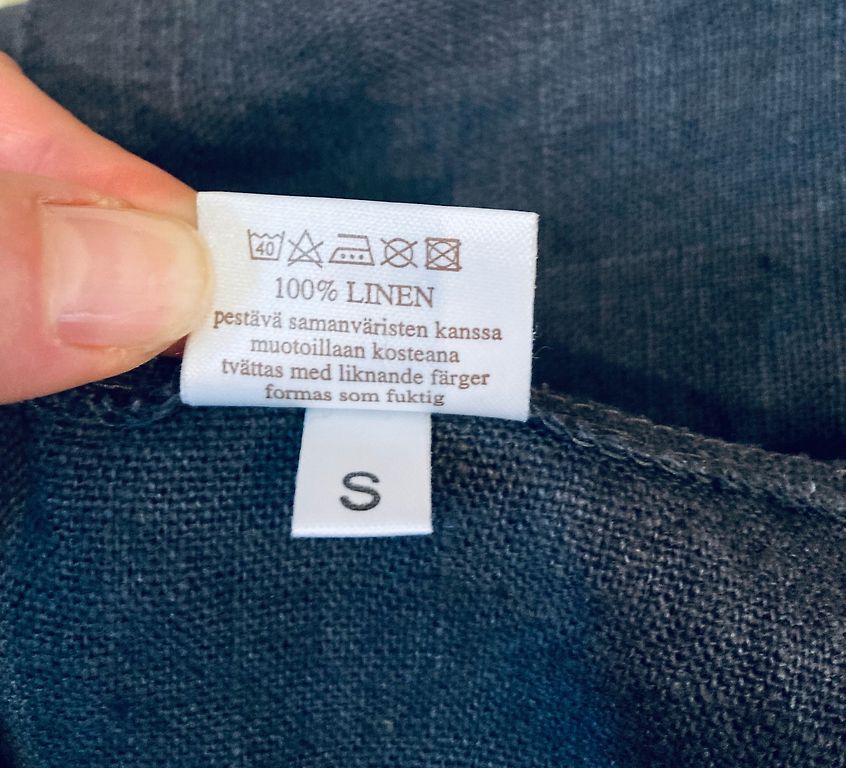 40
100% LINEN
pestävä samanväristen kanssa
muotoillaan kosteana
tvättas med liknande färger
formas som fuktig
S